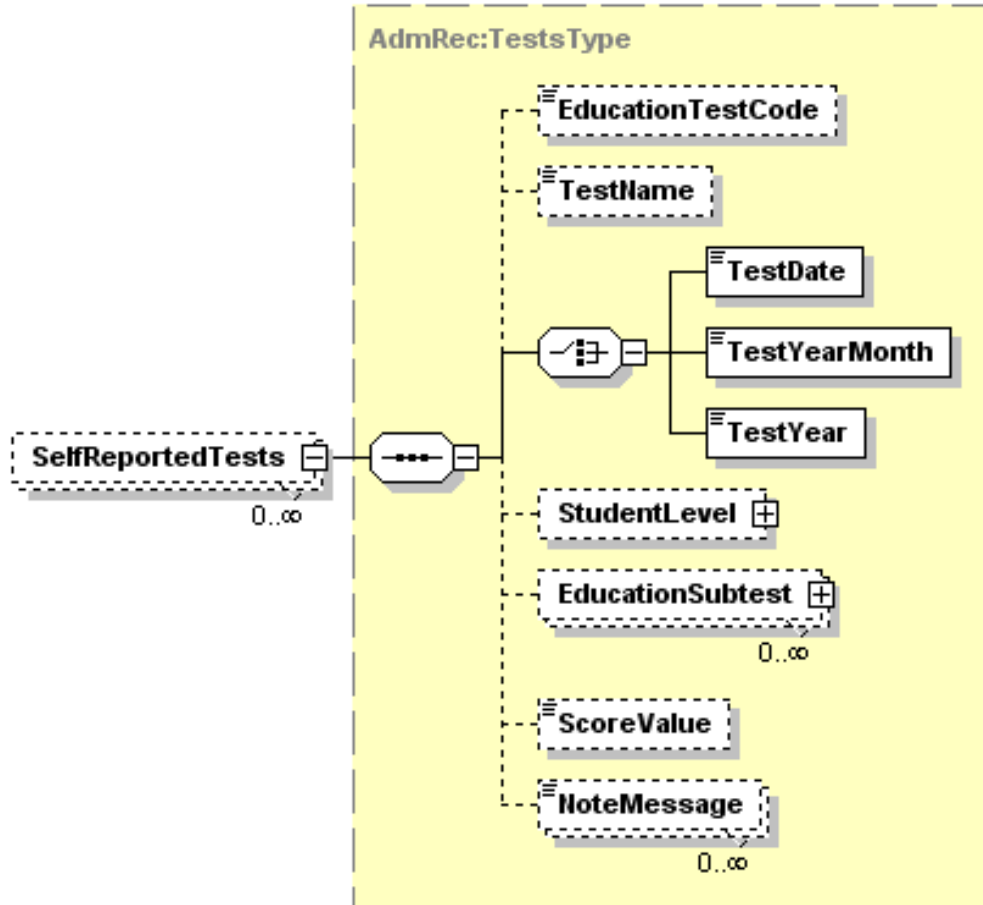 AdmRec:TestsType
EducationTestCode
TestName
TestDate
TestYearMonth
TestYear
SelfReportedTests
0..∞
StudentLevel
EducationSubtest
0..∞
ScoreValue
NoteMessage
0..∞